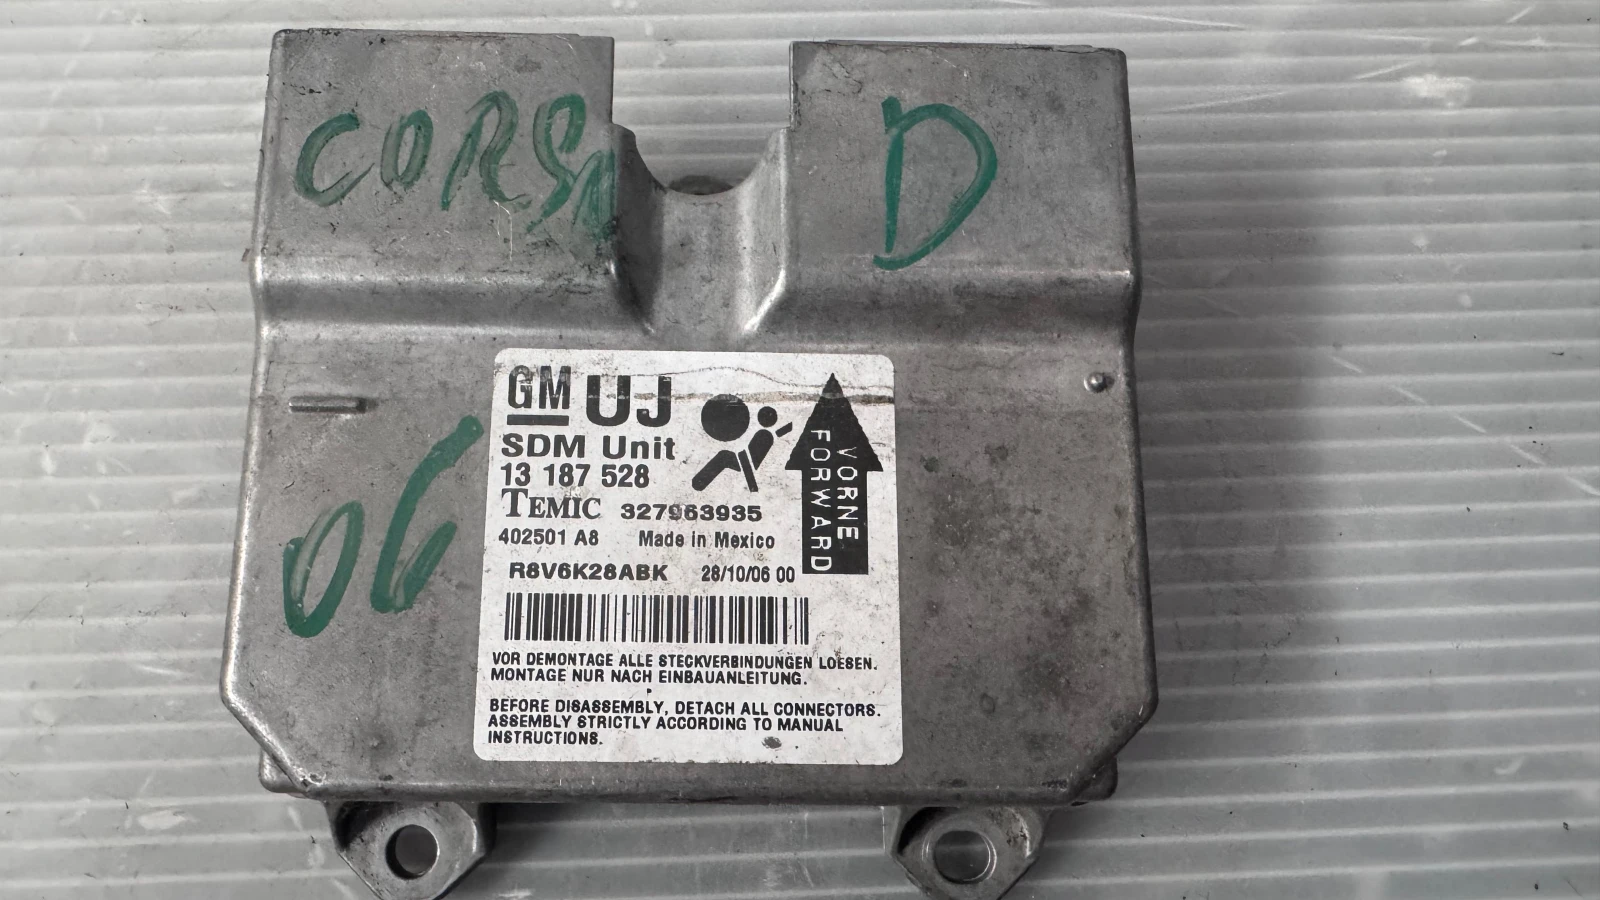 CORSA D
06
GM UJ
SDM Unit
13 187 528
TEMIC 327963935
402501 A8 Made in Mexico
R8V6K28ABK 28/10/06 00
VORNE
FORWARD
VOR DEMONTAGE ALLE STECKVERBINDUNGEN LOESEN.
MONTAGE NUR NACH EINBAUANLEITUNG.
BEFORE DISASSEMBLY, DETACH ALL CONNECTORS.
ASSEMBLY STRICTLY ACCORDING TO MANUAL
INSTRUCTIONS.